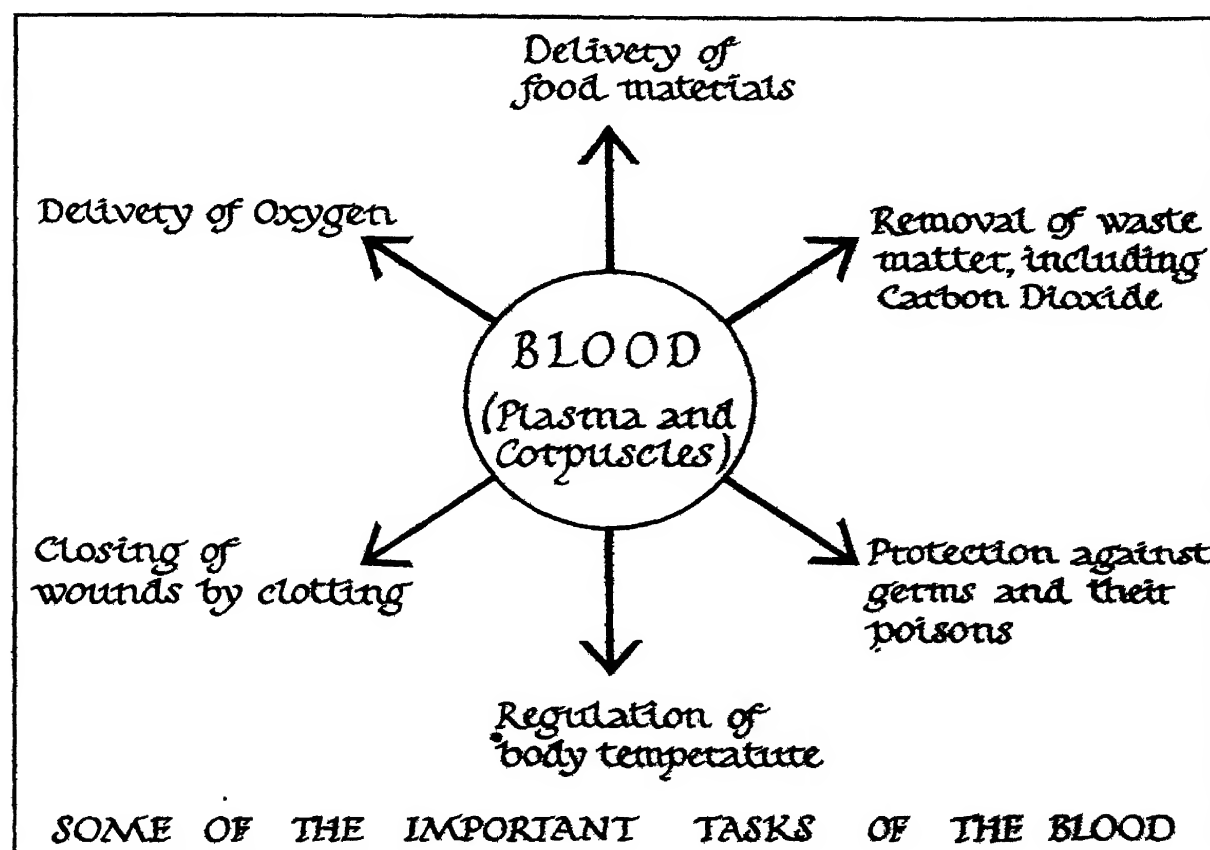 Delivery of
food materials
Delivery of Oxygen
Removal of waste
matter, including
Carbon Dioxide
BLOOD
(Plasma and
Corpuscles)
Closing of
wounds by clotting
Protection against
germs and their
poisons
Regulation of
body temperature
SOME OF THE IMPORTANT TASKS OF THE BLOOD